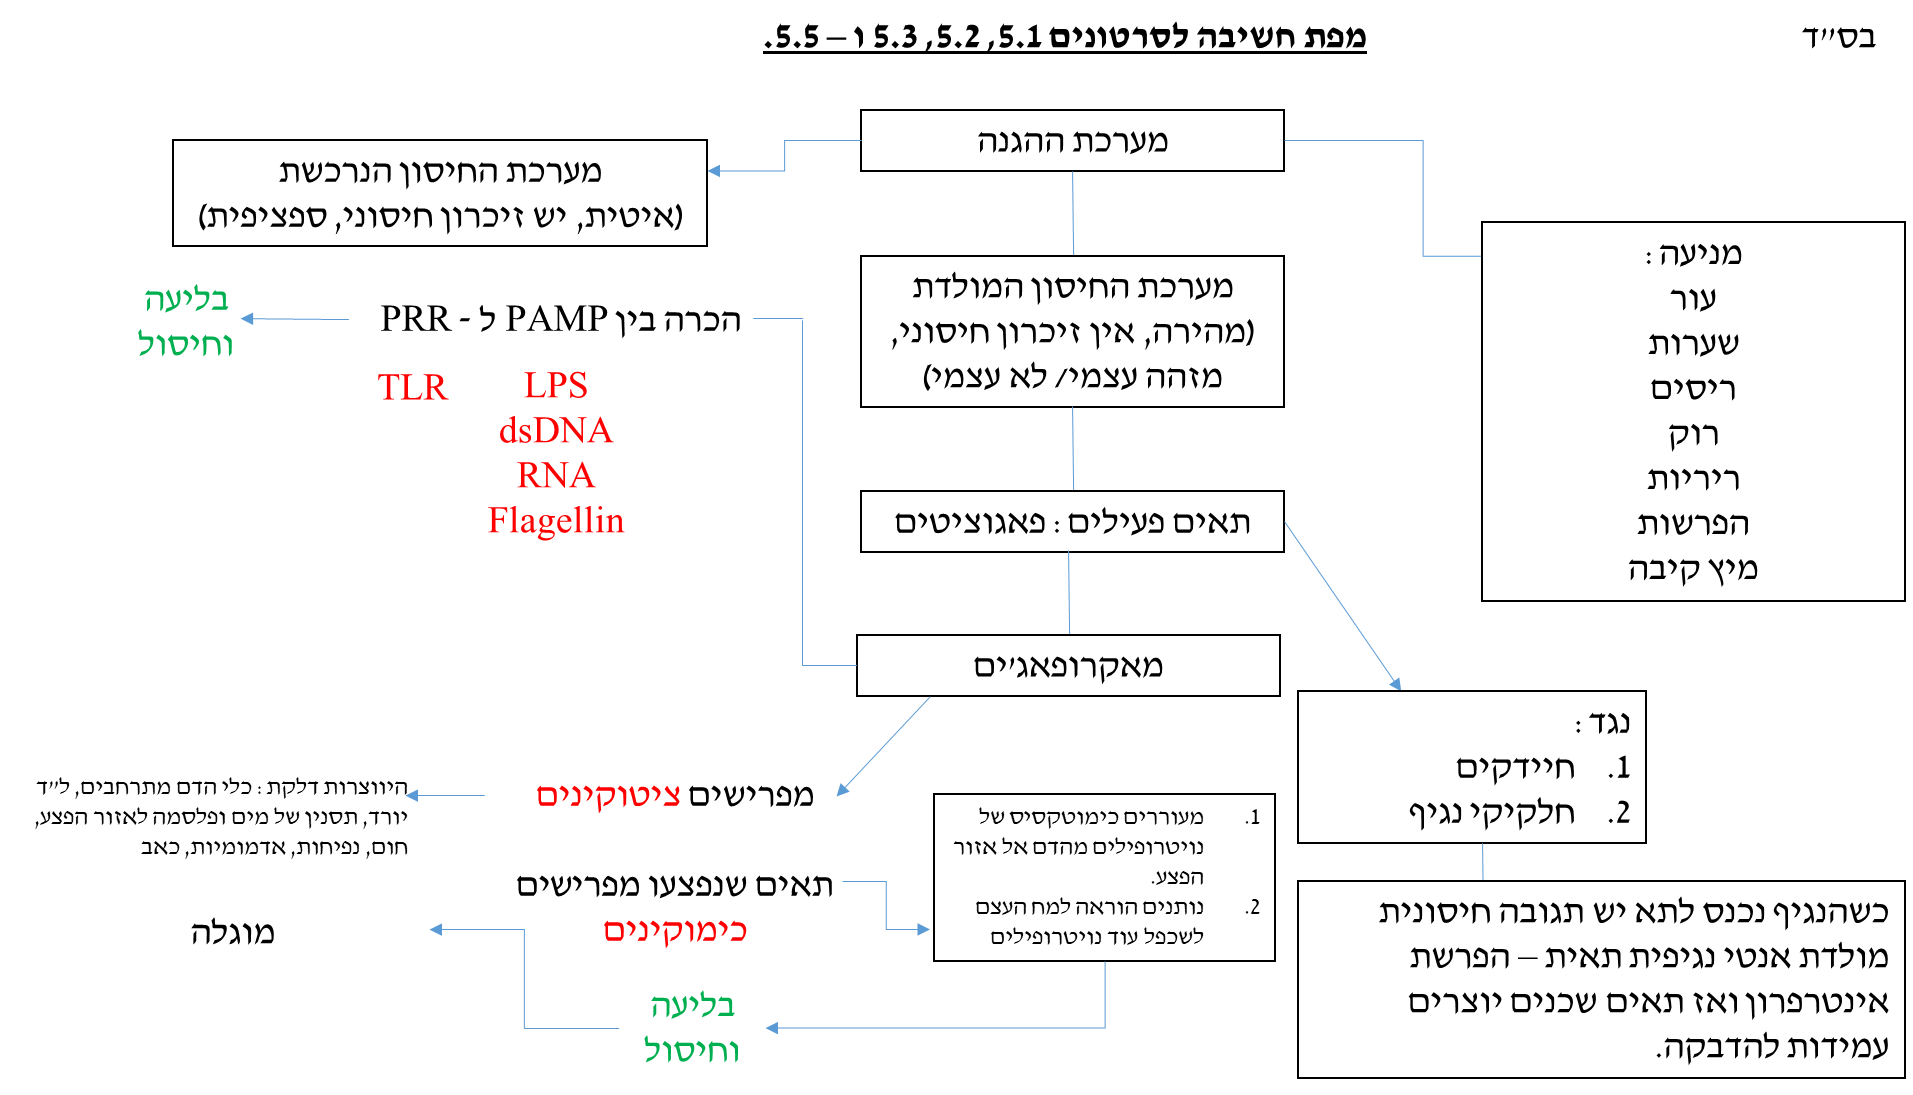 בס"ד
מפת חשיבה לסרטונים 5.1, 5.2, 5.3 ו – 5.5.
מערכת ההגנה
מניעה:
עור
שערות
ריסים
רוק
ריריות
הפרשות
מיץ קיבה
מערכת החיסון הנרכשת
(איטית, יש זיכרון חיסוני, ספציפית)
מערכת החיסון המולדת
(מהירה, אין זיכרון חיסוני,
מזהה עצמי/ לא עצמי)
הכרה בין PAMP ל - PRR
בליעה
וחיסול
TLR
LPS
dsDNA
RNA
Flagellin
תאים פעילים: פאגוציטים
מאקרופאג'ים
נגד:
1. חיידקים
2. חלקיקי נגיף
כשהנגיף נכנס לתא יש תגובה חיסונית
מולדת אנטי נגיפית תאית – הפרשת
אינטרפרון ואז תאים שכנים יוצרים
עמידות להדבקה.
מפרישים ציטוקינים
היווצרות דלקת: כלי הדם מתרחבים, ל"ד
יורד, תסנין של מים ופלסמה לאזור הפצע,
חום, נפיחות, אדמומיות, כאב
תאים שנפצעו מפרישים
כימוקינים
1. מעוררים כימוטקסיס של
נויטרופילים מהדם אל אזור
הפצע.
2. נותנים הוראה למח העצם
לשכפל עוד נויטרופילים
בליעה
וחיסול
מוגלה